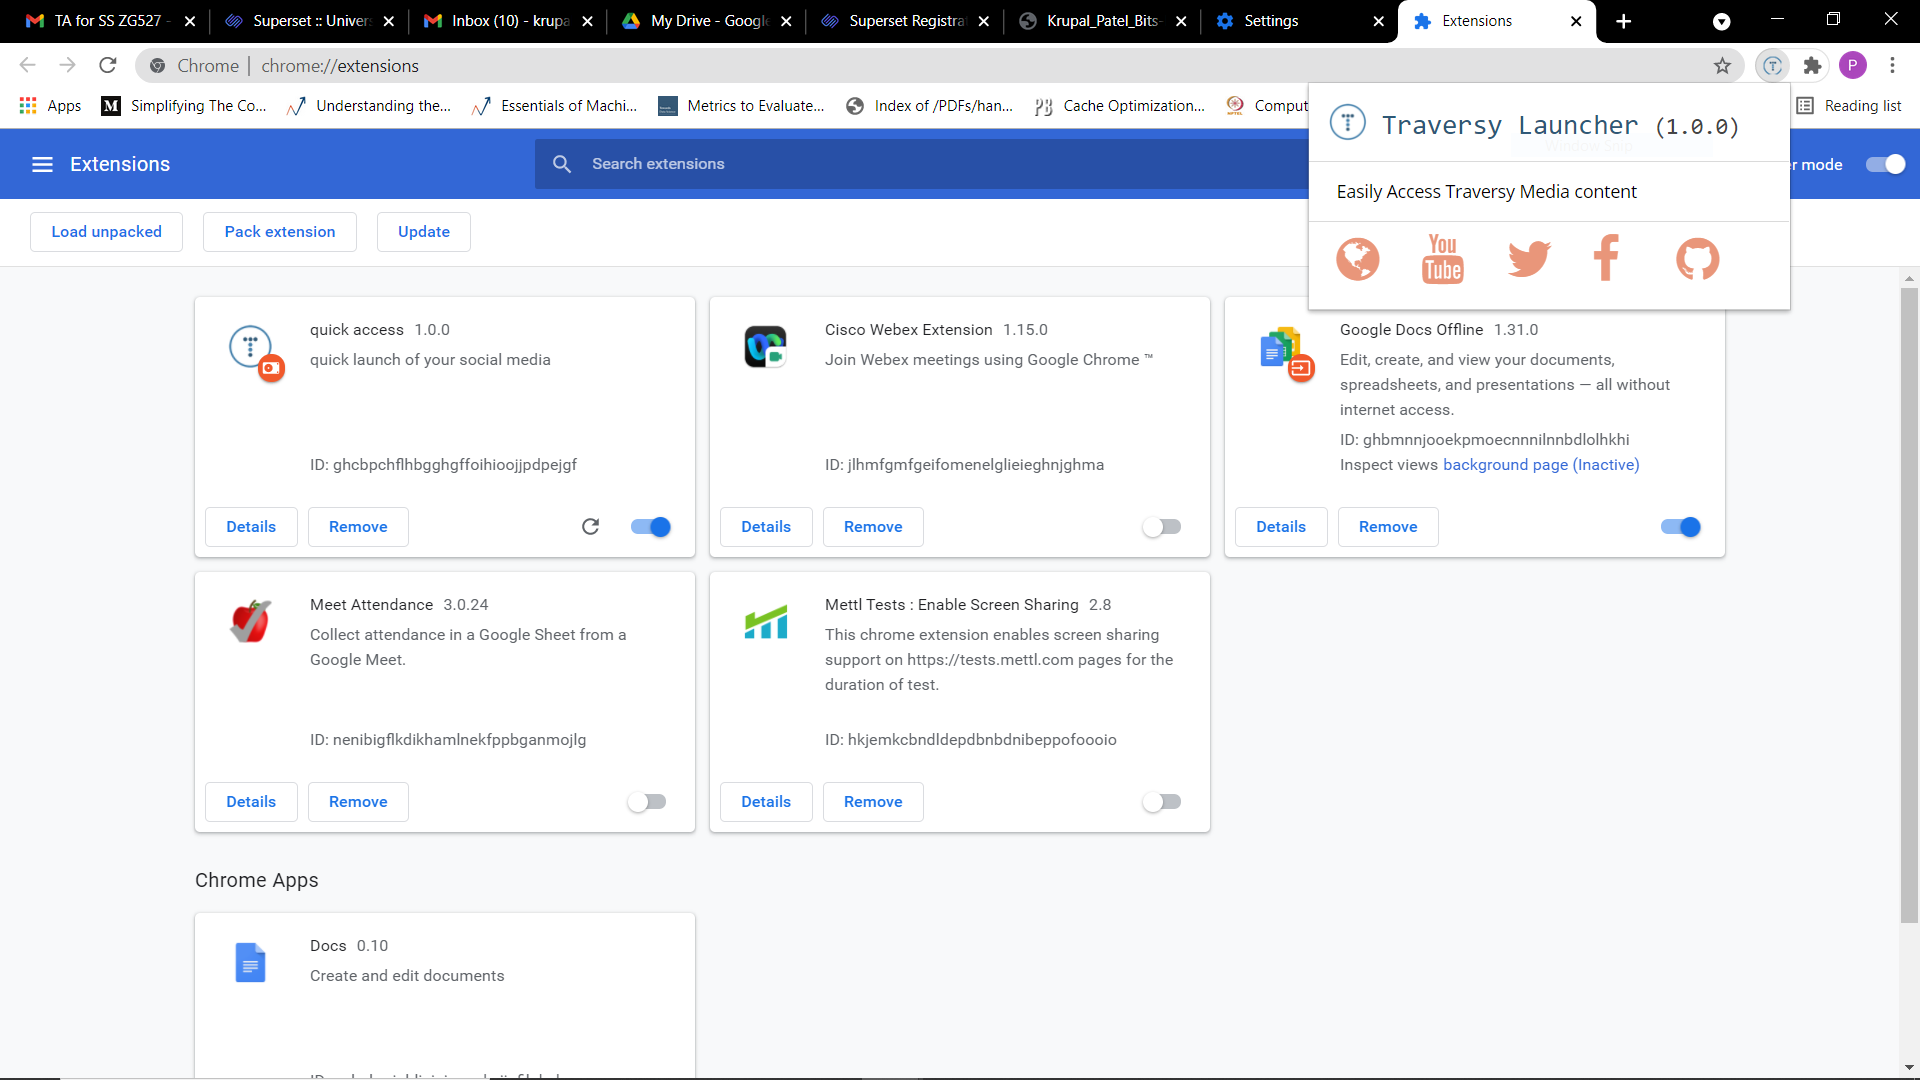 TA for SS ZG527 -
Superset :: Univers
Inbox (10) - krupa
My Drive - Google
Superset Registrat
Krupal_Patel_Bits-
Settings
Extensions
Chrome | chrome://extensions
P
Apps
Simplifying The Co...
Understanding the...
Essentials of Machi...
Metrics to Evaluate...
Index of /PDFs/han...
Cache Optimization...
Comput
Reading list
Traversy Launcher (1.0.0)
Easily Access Traversy Media content
You
Tube
Extensions
Search extensions
er mode
Load unpacked
Pack extension
Update
quick access 1.0.0
quick launch of your social media
ID: ghcbpchflhbgghgffoihioojjpdpejgf
Details
Remove
Cisco Webex Extension 1.15.0
Join Webex meetings using Google Chrome ™
ID: jlhmfgmfgeifomenelglieieghnjghma
Details
Remove
Google Docs Offline 1.31.0
Edit, create, and view your documents,
spreadsheets, and presentations — all without
internet access.
ID: ghbmnnjooekpmoecnnnilnnbdlolhkhi
Inspect views background page (Inactive)
Details
Remove
Meet Attendance 3.0.24
Collect attendance in a Google Sheet from a
Google Meet.
ID: nenibigflkdikhamlnekfppbganmojlg
Details
Remove
Mettl Tests : Enable Screen Sharing 2.8
This chrome extension enables screen sharing
support on https://tests.mettl.com pages for the
duration of test.
ID: hkjemkcbndldepdbnbdnibeppofoooio
Details
Remove
Chrome Apps
Docs 0.10
Create and edit documents